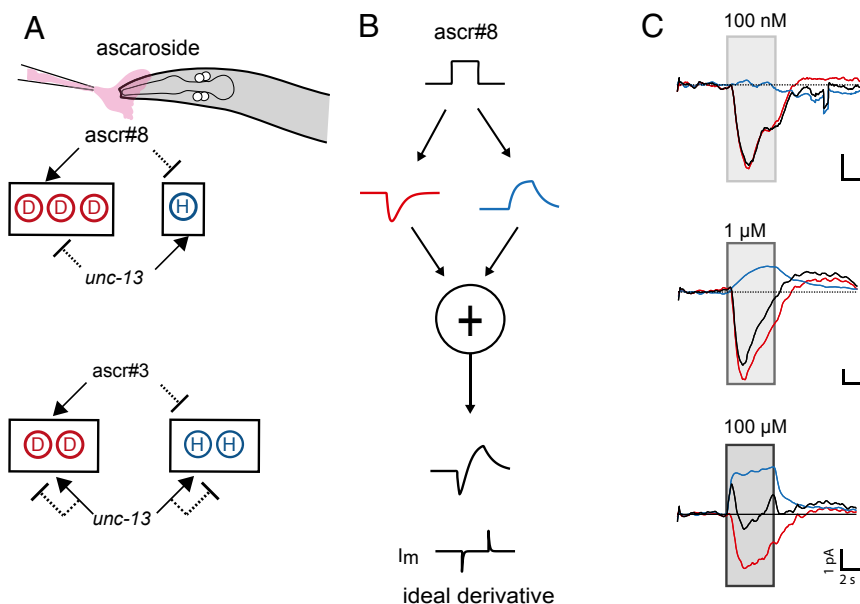 A
ascaroside
ascr#8
D D D
H
unc-13
ascr#3
D D
H H
unc-13
B
ascr#8
+
Im
ideal derivative
C
100 nM
1 µM
100 µM
1 pA
2 s